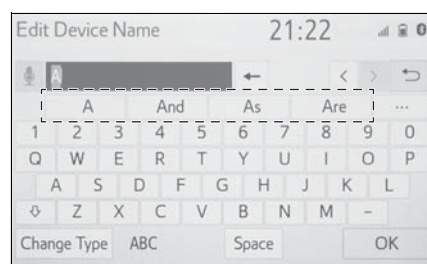 Edit Device Name 21:22
A
A And As Are ...
1 2 3 4 5 6 7 8 9 0
Q W E R T Y U I O P
A S D F G H J K L
Z X C V B N M -
Change Type ABC Space OK